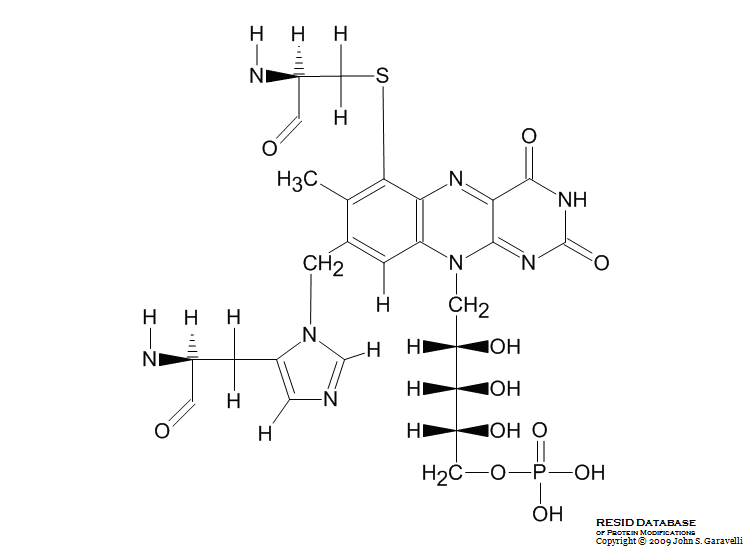 H H H
N S
H
O
O
H3C N NH
CH2 N N O
H
CH2
H H H N
H OH
N H
H OH
H N
O H
H OH O
H2C O P OH
OH
RESID DATABASE
OF PROTEIN MODIFICATIONS
Copyright © 2009 John S. Garavelli